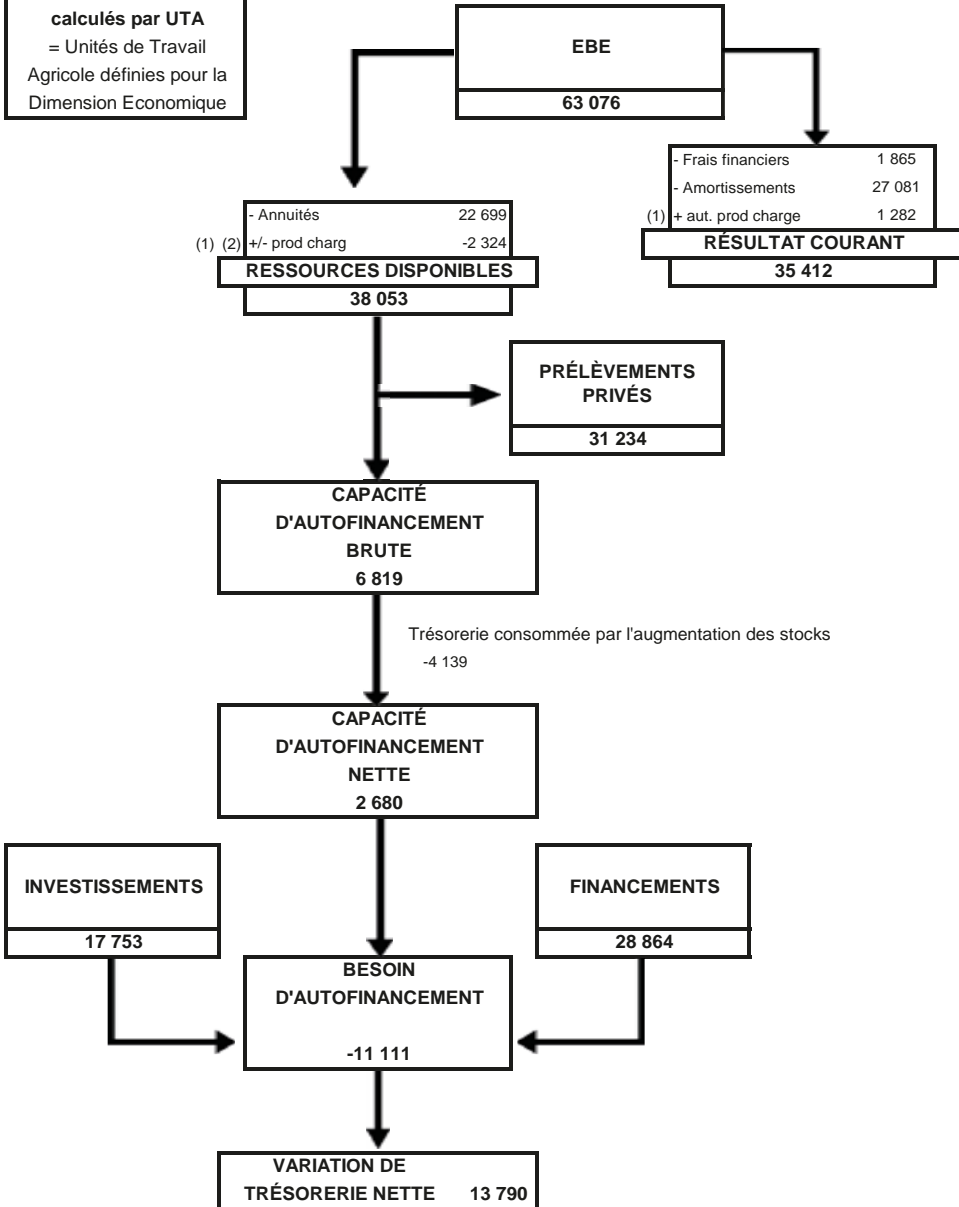 calculés par UTA
= Unités de Travail
Agricole définies pour la
Dimension Economique
EBE
63 076
- Frais financiers 1 865
- Amortissements 27 081
(1) + aut. prod charge 1 282
RÉSULTAT COURANT
35 412
- Annuités 22 699
(1) (2) +/- prod charg -2 324
RESSOURCES DISPONIBLES
38 053
PRÉLÈVEMENTS
PRIVÉS
31 234
CAPACITÉ
D'AUTOFINANCEMENT
BRUTE
6 819
Trésorerie consommée par l'augmentation des stocks
-4 139
CAPACITÉ
D'AUTOFINANCEMENT
NETTE
2 680
INVESTISSEMENTS
17 753
FINANCEMENTS
28 864
BESOIN
D'AUTOFINANCEMENT
-11 111
VARIATION DE
TRÉSORERIE NETTE 13 790